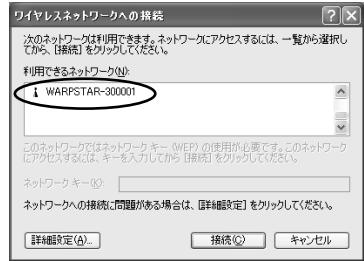 ワイヤレスネットワークへの接続
次のネットワークは利用できます。ネットワークにアクセスするには、一覧から選択し
てから、[接続] をクリックしてください。
利用できるネットワーク(N):
WARPSTAR-300001
このネットワークではネットワーク キー (WEP) の使用が必要です。このネットワーク
にアクセスするには、キーを入力してから [接続] をクリックしてください。
ネットワーク キー(K):
ネットワークへの接続に問題がある場合は、[詳細設定] をクリックしてください。
詳細設定(A)... 接続(C) キャンセル